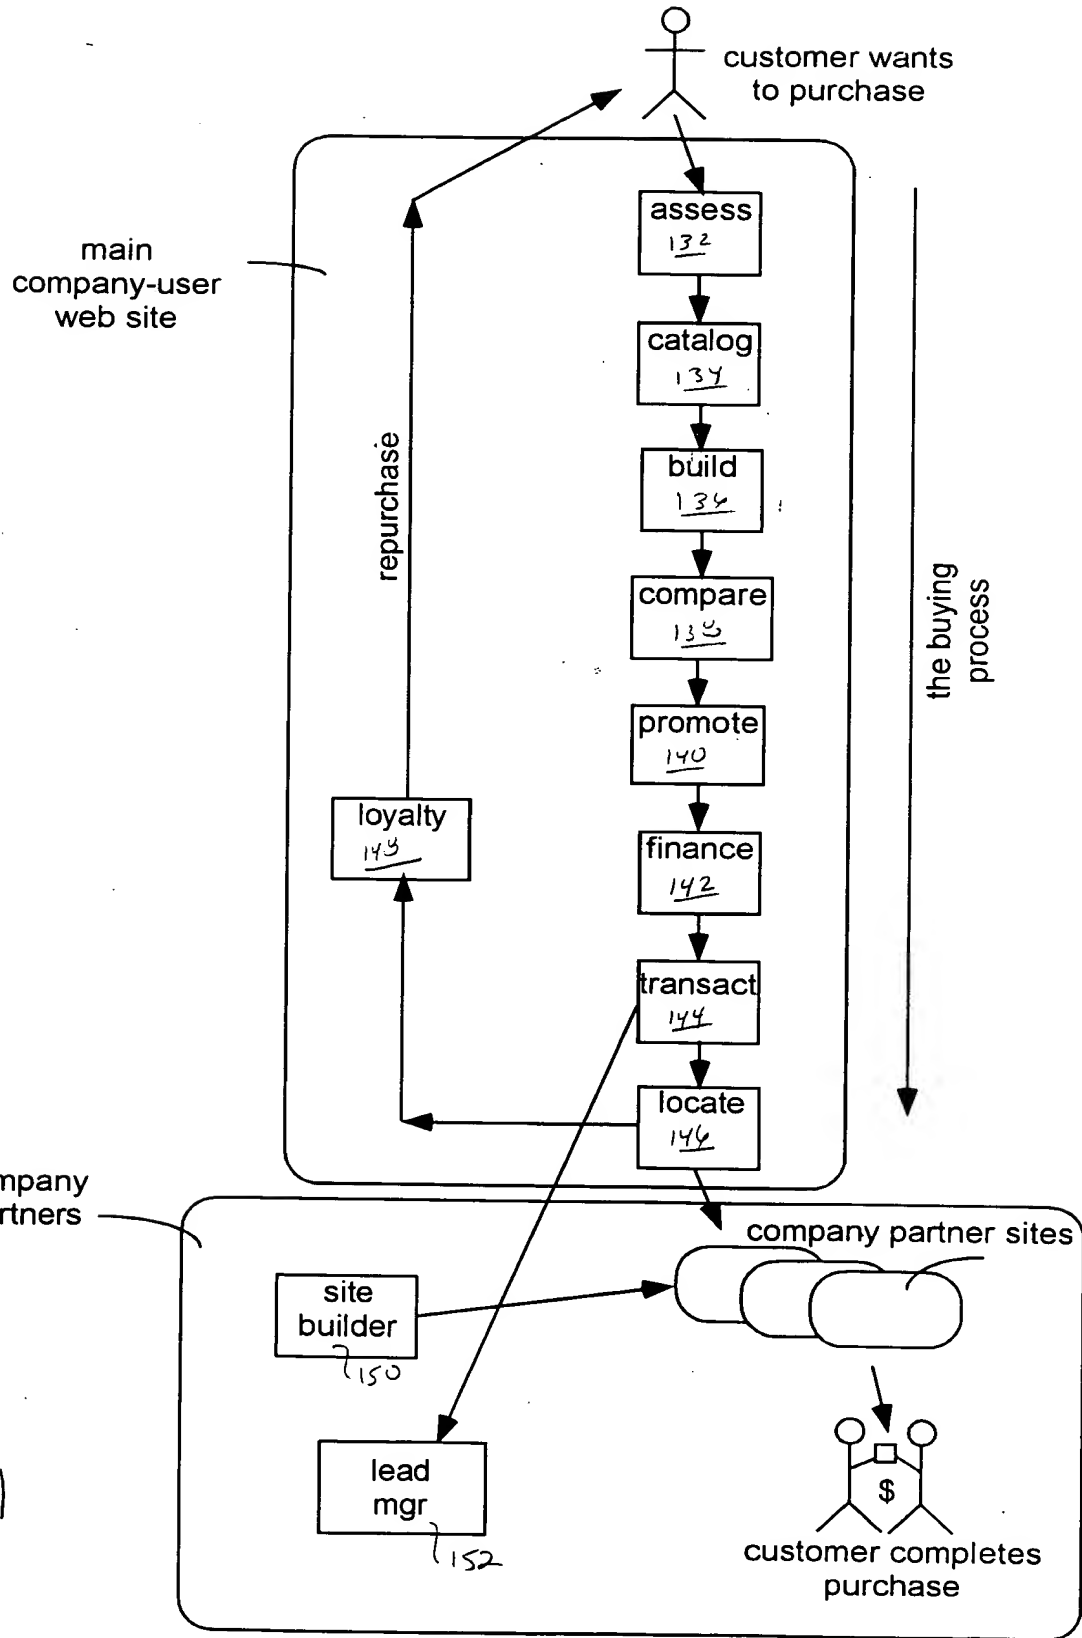 customer wants
to purchase
main
company-user
web site
assess
132
catalog
134
build
136
compare
138
promote
140
finance
142
transact
144
locate
146
loyalty
148
repurchase
the buying
process
mpany
rtners
company partner sites
site
builder
150
lead
mgr
152
$
customer completes
purchase